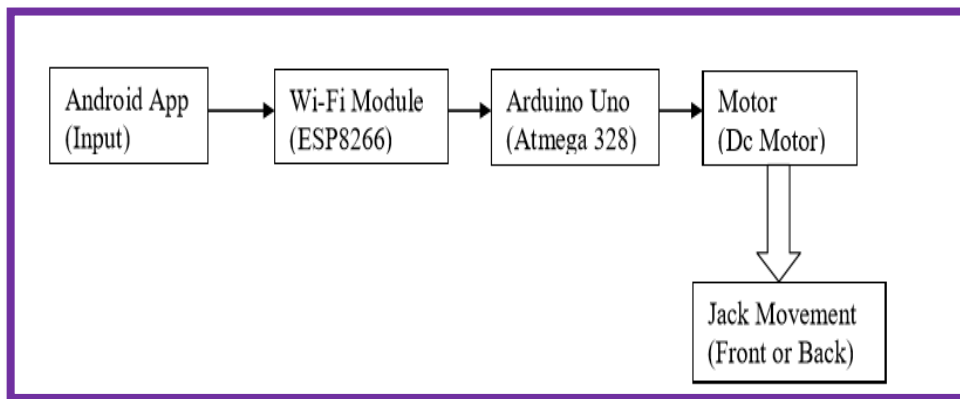 Android App
(Input)
Wi-Fi Module
(ESP8266)
Arduino Uno
(Atmega 328)
Motor
(Dc Motor)
Jack Movement
(Front or Back)